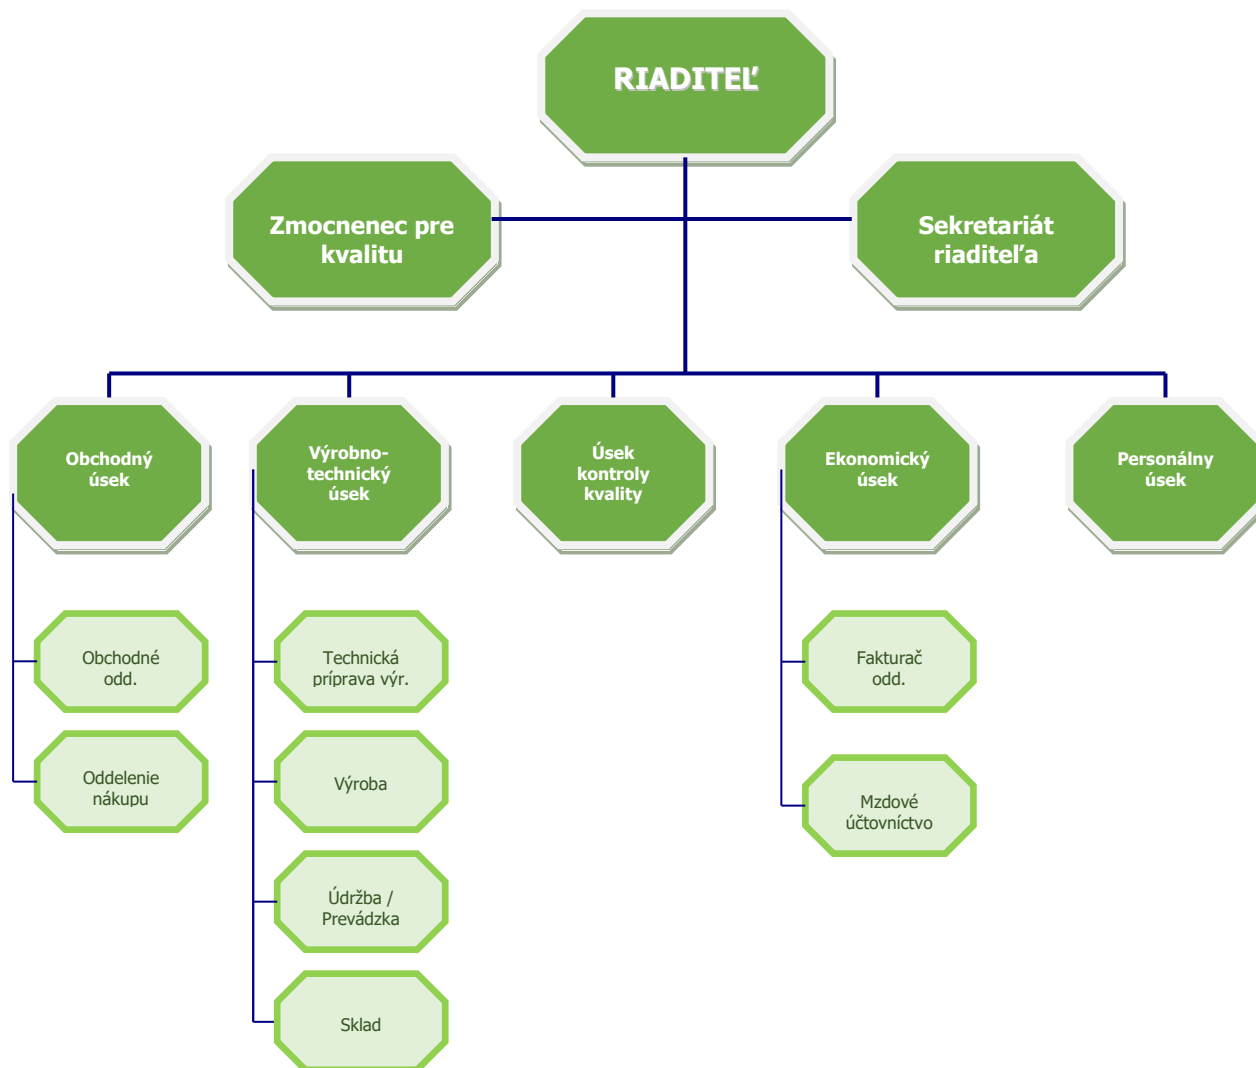 RIADITEĽ
Zmocnenec pre
kvalitu
Sekretariát
riaditeľa
Obchodný
úsek
Výrobno-
technický
úsek
Úsek
kontroly
kvality
Ekonomický
úsek
Personálny
úsek
Obchodné
odd.
Technická
príprava výr.
Fakturač
odd.
Oddelenie
nákupu
Výroba
Mzdové
účtovníctvo
Údržba /
Prevádzka
Sklad